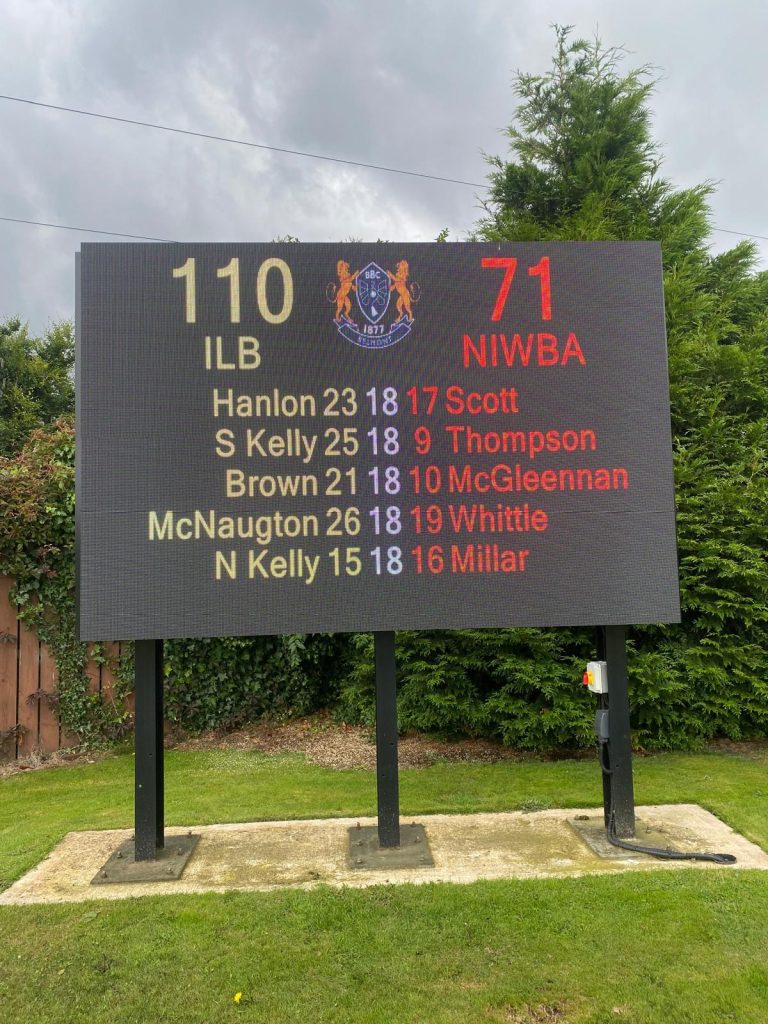 110 71
BBC
1877
BELMONT
ILB NIWBA
Hanlon 23 18 17 Scott
S Kelly 25 18 9 Thompson
Brown 21 18 10 McGleennan
McNaugton 26 18 19 Whittle
N Kelly 15 18 16 Millar